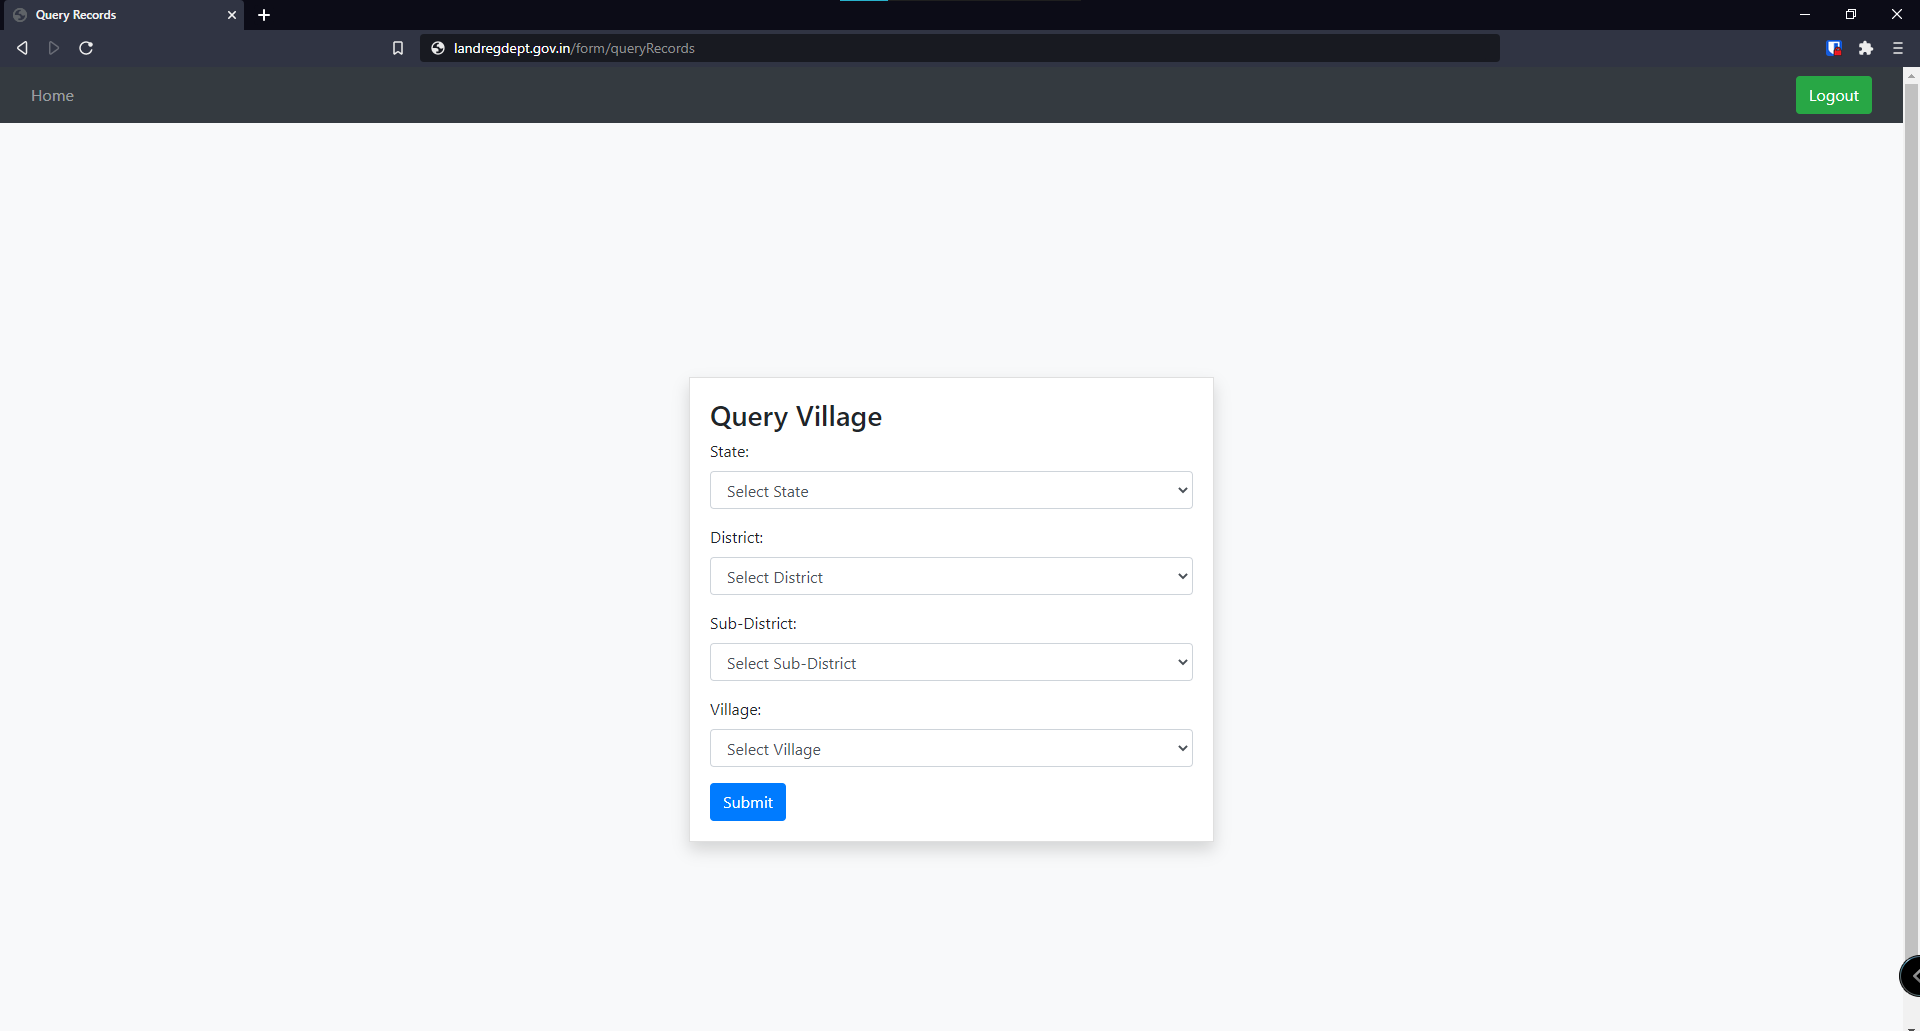 Query Records
landregdept.gov.in/form/queryRecords
Home
Logout
Query Village
State:
Select State
District:
Select District
Sub-District:
Select Sub-District
Village:
Select Village
Submit